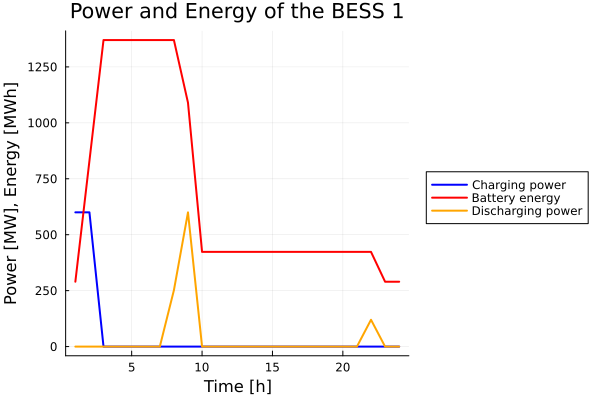 Power and Energy of the BESS 1
Power [MW], Energy [MWh]
1250
1000
750
500
250
0
5
10
15
20
Time [h]
Charging power
Battery energy
Discharging power